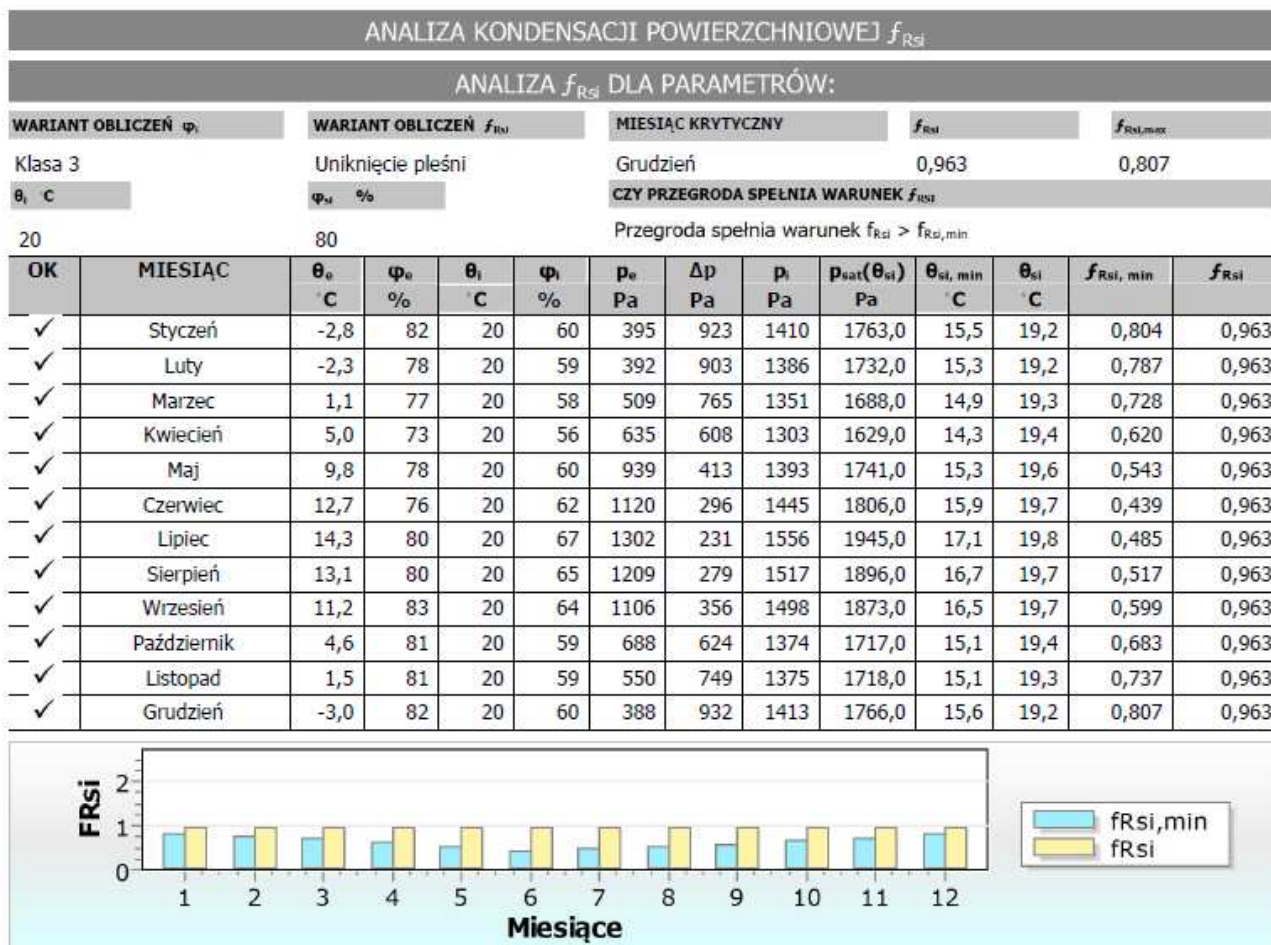 ANALIZA KONDENSACJI POWIERZCHNIOWEJ ƒRsi
ANALIZA ƒRsi DLA PARAMETRÓW:
WARIANT OBLICZEŃ φi WARIANT OBLICZEŃ ƒRsi MIESIĄC KRYTYCZNY ƒRsi ƒRsi,max
Klasa 3 Uniknięcie pleśni Grudzień 0,963 0,807
θi °C φsi % CZY PRZEGRODA SPEŁNIA WARUNEK ƒRSI
20 80 Przegroda spełnia warunek fRsi > fRsi,min
OK MIESIĄC θe φe θi φi pe Δp pi psat(θsi) θsi, min θsi ƒRsi, min ƒRsi
°C % °C % Pa Pa Pa Pa °C °C
✓ Styczeń -2,8 82 20 60 395 923 1410 1763,0 15,5 19,2 0,804 0,963
✓ Luty -2,3 78 20 59 392 903 1386 1732,0 15,3 19,2 0,787 0,963
✓ Marzec 1,1 77 20 58 509 765 1351 1688,0 14,9 19,3 0,728 0,963
✓ Kwiecień 5,0 73 20 56 635 608 1303 1629,0 14,3 19,4 0,620 0,963
✓ Maj 9,8 78 20 60 939 413 1393 1741,0 15,3 19,6 0,543 0,963
✓ Czerwiec 12,7 76 20 62 1120 296 1445 1806,0 15,9 19,7 0,439 0,963
✓ Lipiec 14,3 80 20 67 1302 231 1556 1945,0 17,1 19,8 0,485 0,963
✓ Sierpień 13,1 80 20 65 1209 279 1517 1896,0 16,7 19,7 0,517 0,963
✓ Wrzesień 11,2 83 20 64 1106 356 1498 1873,0 16,5 19,7 0,599 0,963
✓ Październik 4,6 81 20 59 688 624 1374 1717,0 15,1 19,4 0,683 0,963
✓ Listopad 1,5 81 20 59 550 749 1375 1718,0 15,1 19,3 0,737 0,963
✓ Grudzień -3,0 82 20 60 388 932 1413 1766,0 15,6 19,2 0,807 0,963
FRsi
2
1
0
1 2 3 4 5 6 7 8 9 10 11 12
Miesiące
fRsi,min
fRsi